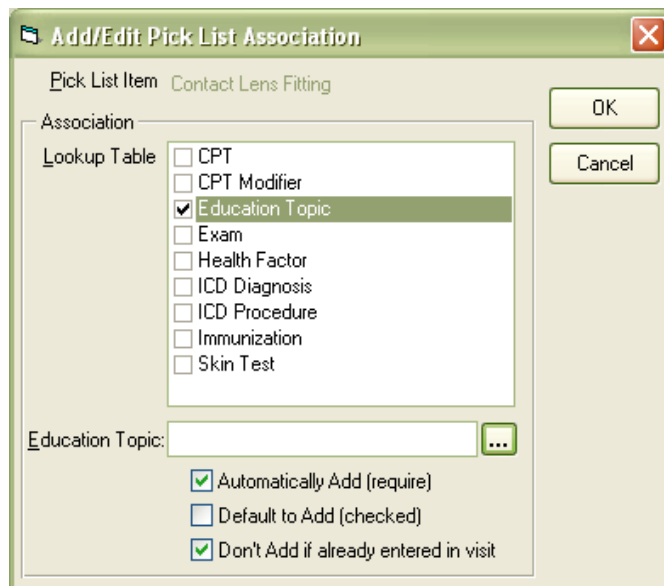 Add/Edit Pick List Association
Pick List Item Contact Lens Fitting
OK
Association
Cancel
Lookup Table
CPT
CPT Modifier
Education Topic
Exam
Health Factor
ICD Diagnosis
ICD Procedure
Immunization
Skin Test
Education Topic:
...
Automatically Add (require)
Default to Add (checked)
Don't Add if already entered in visit